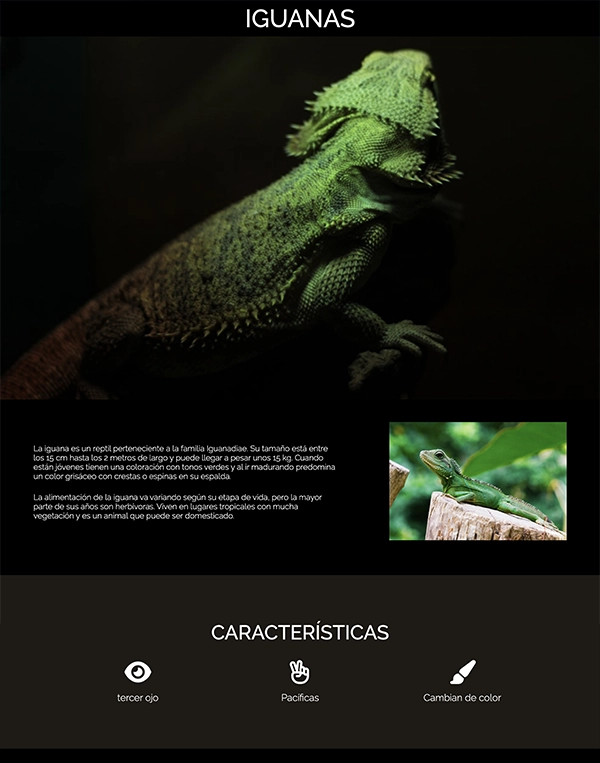 IGUANAS
La iguana es un reptil perteneciente a la familia Iguanadiae. Su tamaño está entre
los 15 cm hasta los 2 metros de largo y puede llegar a pesar unos 15 kg. Cuando
están jóvenes tienen una coloración con tonos verdes y al ir madurando predomina
un color grisáceo con crestas o espinas en su espalda.
La alimentación de la iguana va variando según su etapa de vida, pero la mayor
parte de sus años son herbívoras. Viven en lugares tropicales con mucha
vegetación y es un animal que puede ser domesticado.
CARACTERÍSTICAS
tercer ojo
Pacíficas
Cambian de color